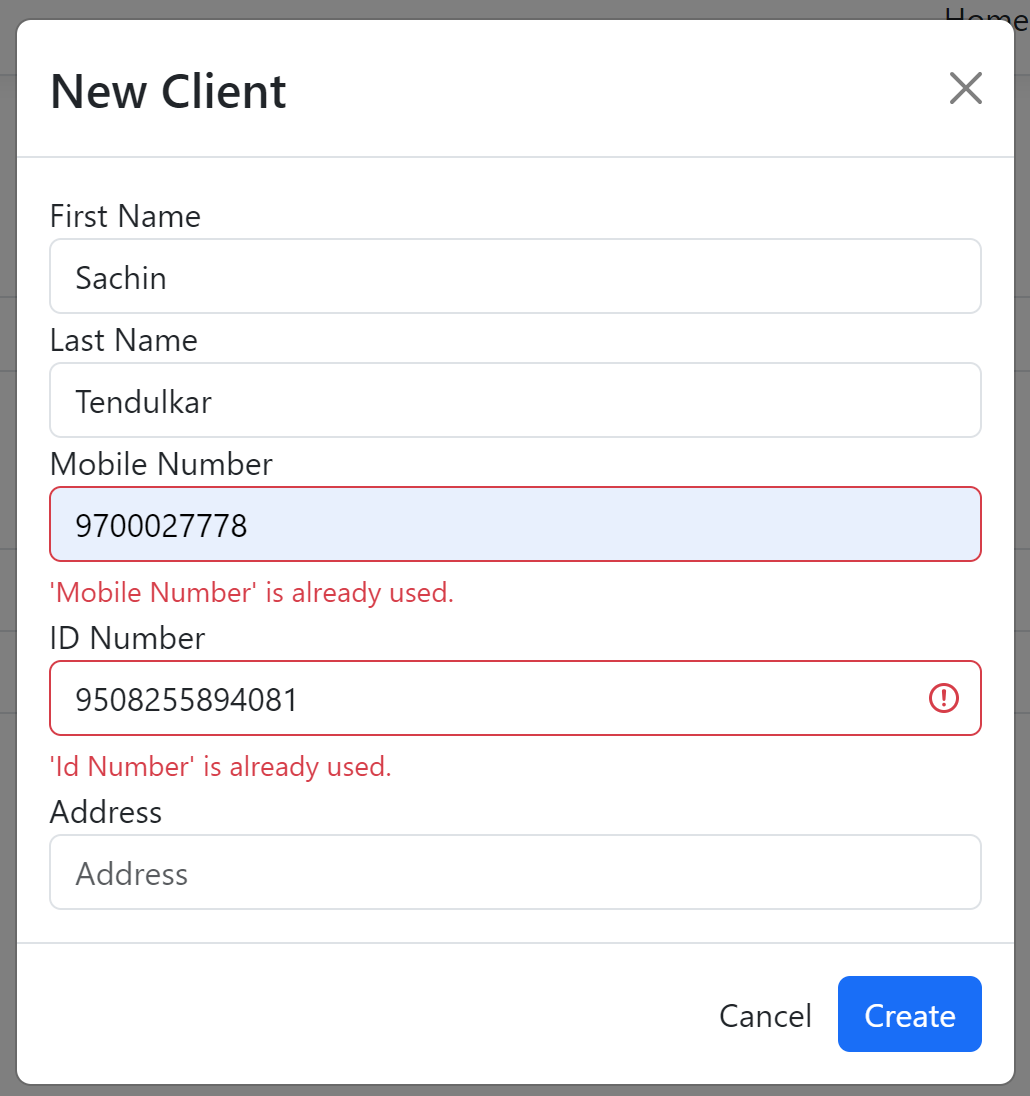 Home
New Client
First Name
Sachin
Last Name
Tendulkar
Mobile Number
9700027778
'Mobile Number' is already used.
ID Number
9508255894081
'Id Number' is already used.
Address
Address
Cancel
Create